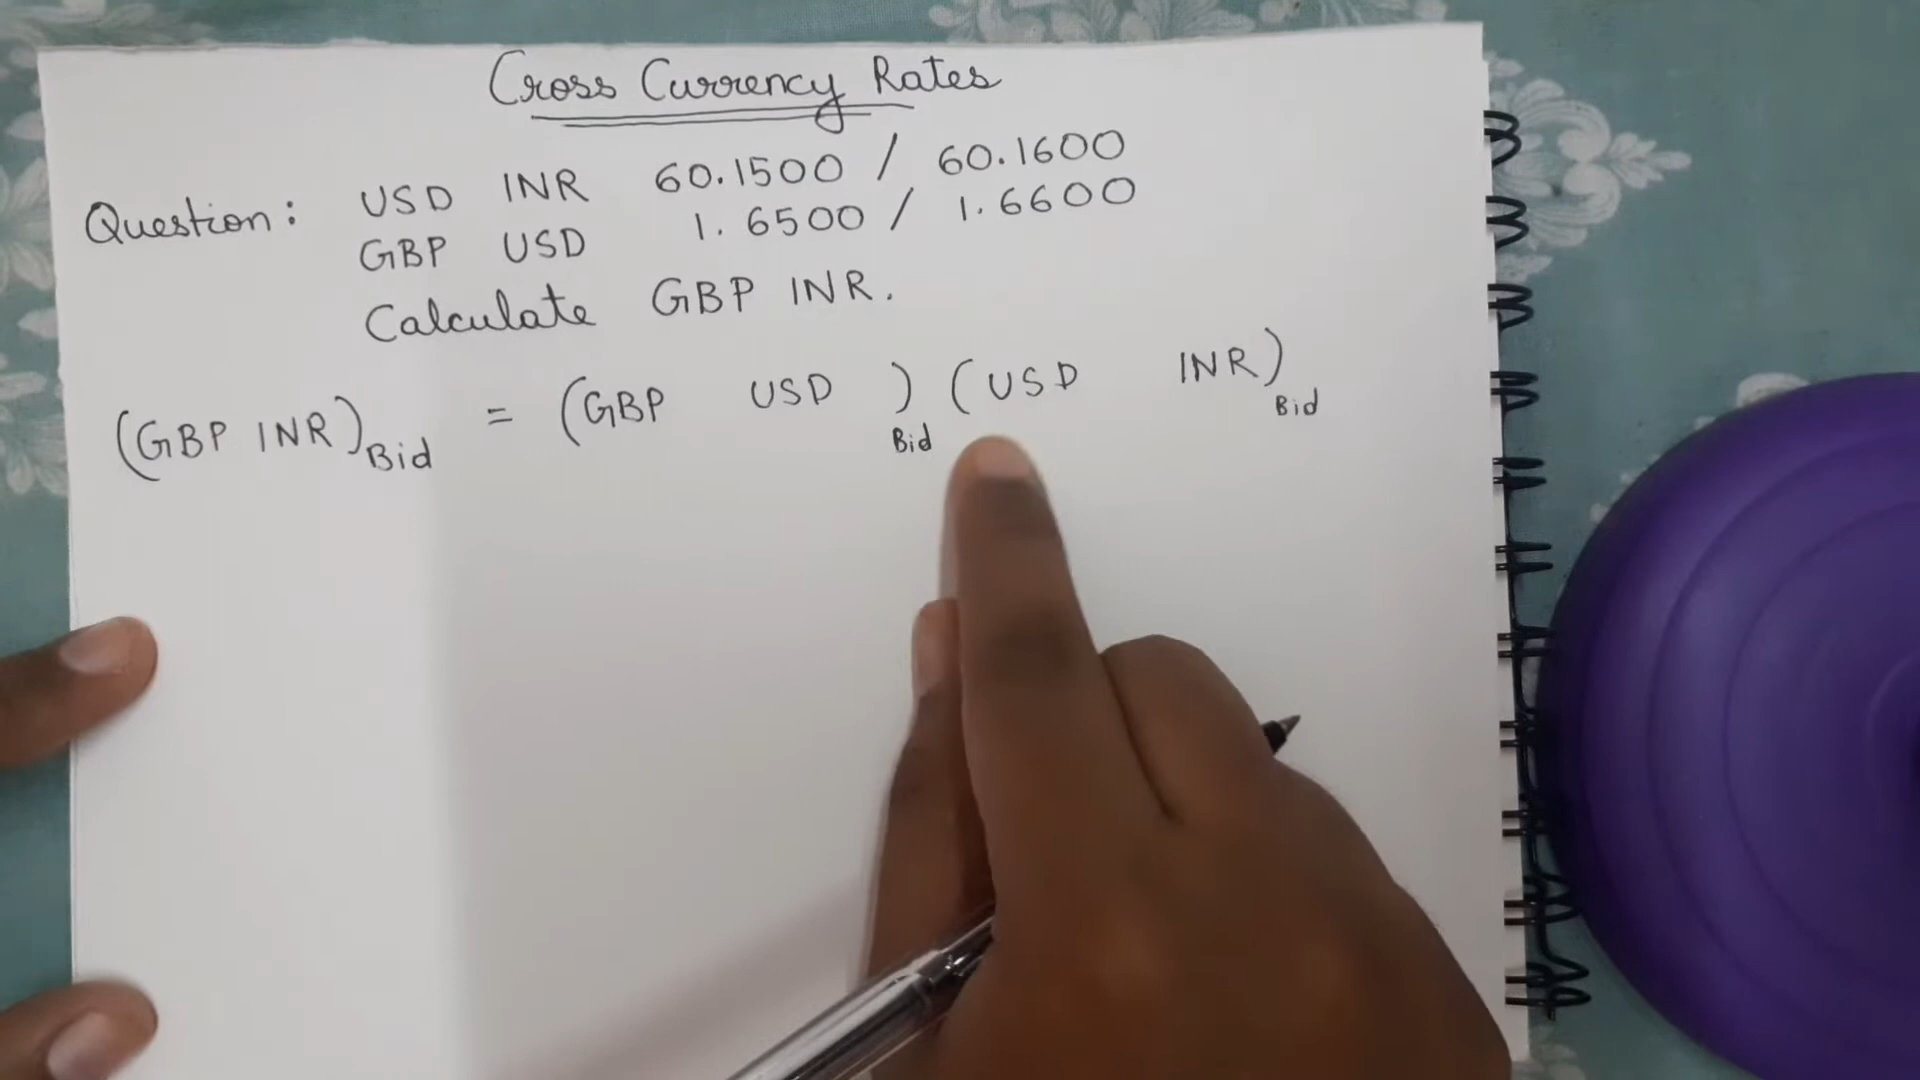 Cross Currency Rates
Question: USD INR 60.1500 / 60.1600
GBP USD 1.6500 / 1.6600
Calculate GBP INR.
(GBP INR)Bid = (GBP USD )Bid (USD INR)Bid